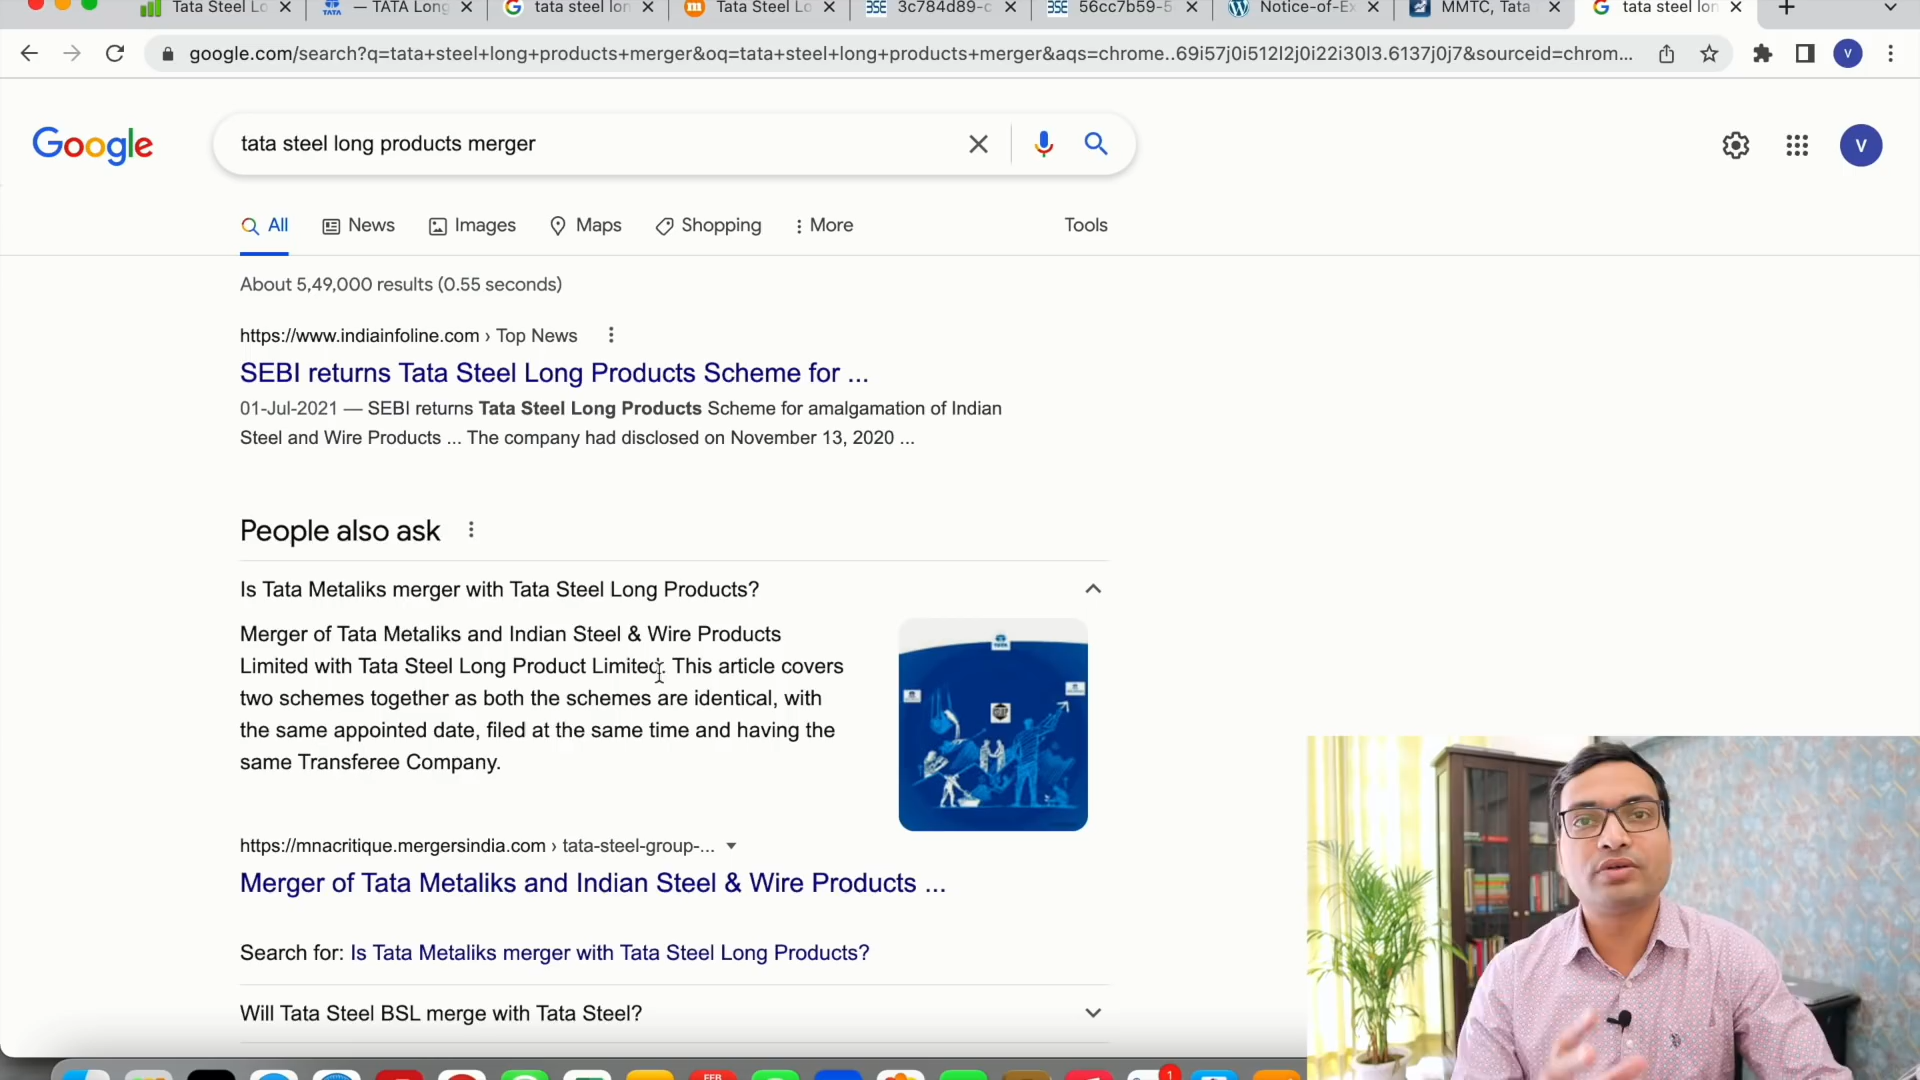 Tata Steel Lo
— TATA Long
tata steel lon
Tata Steel Lo
3c784d89-c
56cc7b59-5
Notice-of-Ex
MMTC, Tata
tata steel lon
google.com/search?q=tata+steel+long+products+merger&oq=tata+steel+long+products+merger&aqs=chrome..69i57j0i512l2j0i22i30l3.6137j0j7&sourceid=chrom...
V
Google
tata steel long products merger
V
All
News
Images
Maps
Shopping
More
Tools
About 5,49,000 results (0.55 seconds)
https://www.indiainfoline.com › Top News
SEBI returns Tata Steel Long Products Scheme for ...
01-Jul-2021 — SEBI returns Tata Steel Long Products Scheme for amalgamation of Indian
Steel and Wire Products ... The company had disclosed on November 13, 2020 ...
People also ask
Is Tata Metaliks merger with Tata Steel Long Products?
Merger of Tata Metaliks and Indian Steel & Wire Products
Limited with Tata Steel Long Product Limited. This article covers
two schemes together as both the schemes are identical, with
the same appointed date, filed at the same time and having the
same Transferee Company.
TATA
https://mnacritique.mergersindia.com › tata-steel-group-...
Merger of Tata Metaliks and Indian Steel & Wire Products ...
Search for: Is Tata Metaliks merger with Tata Steel Long Products?
Will Tata Steel BSL merge with Tata Steel?
FEB
1